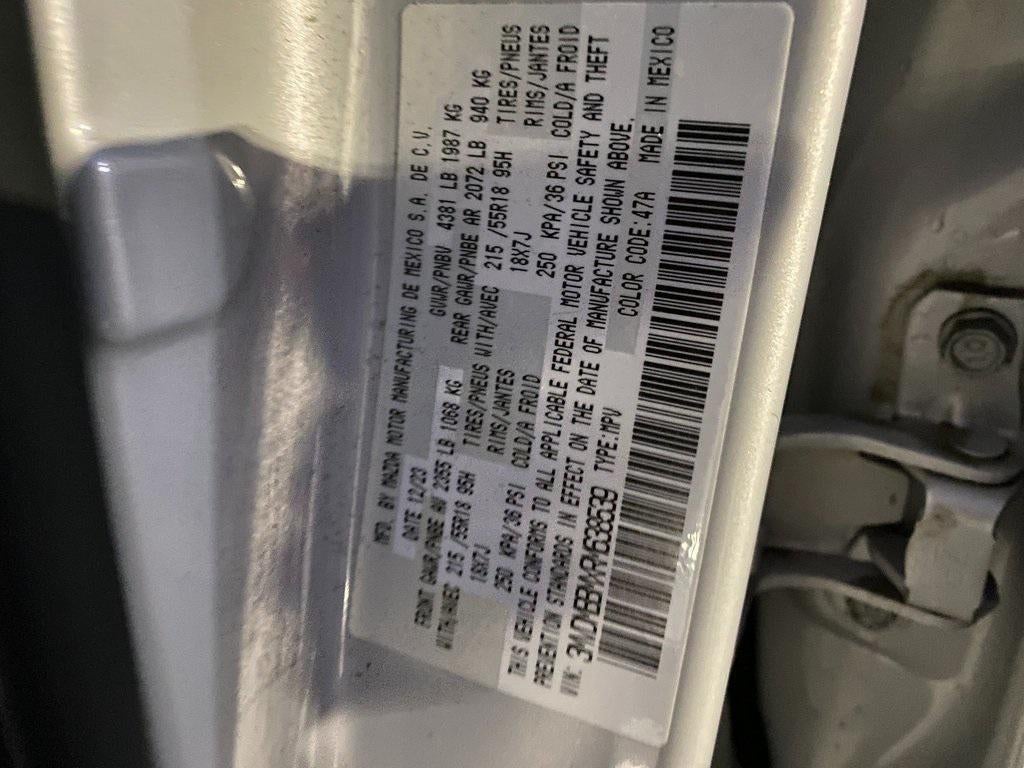 MFD. BY MAZDA MOTOR MANUFACTURING DE MEXICO S.A. DE C.V.
DATE 12/23 GVWR/PNBV 4381 LB 1987 KG
FRONT GAWR/PNBE AV 2355 LB 1068 KG REAR GAWR/PNBE AR 2072 LB 940 KG
WITH/AVEC 215 /55R18 95H TIRES/PNEUS WITH/AVEC 215 /55R18 95H TIRES/PNEUS
18X7J RIMS/JANTES 18X7J RIMS/JANTES
250 KPA/36 PSI COLD/A FROID 250 KPA/36 PSI COLD/A FROID
THIS VEHICLE CONFORMS TO ALL APPLICABLE FEDERAL MOTOR VEHICLE SAFETY AND THEFT
PREVENTION STANDARDS IN EFFECT ON THE DATE OF MANUFACTURE SHOWN ABOVE.
VIN: TYPE:MPV COLOR CODE:47A MADE IN MEXICO